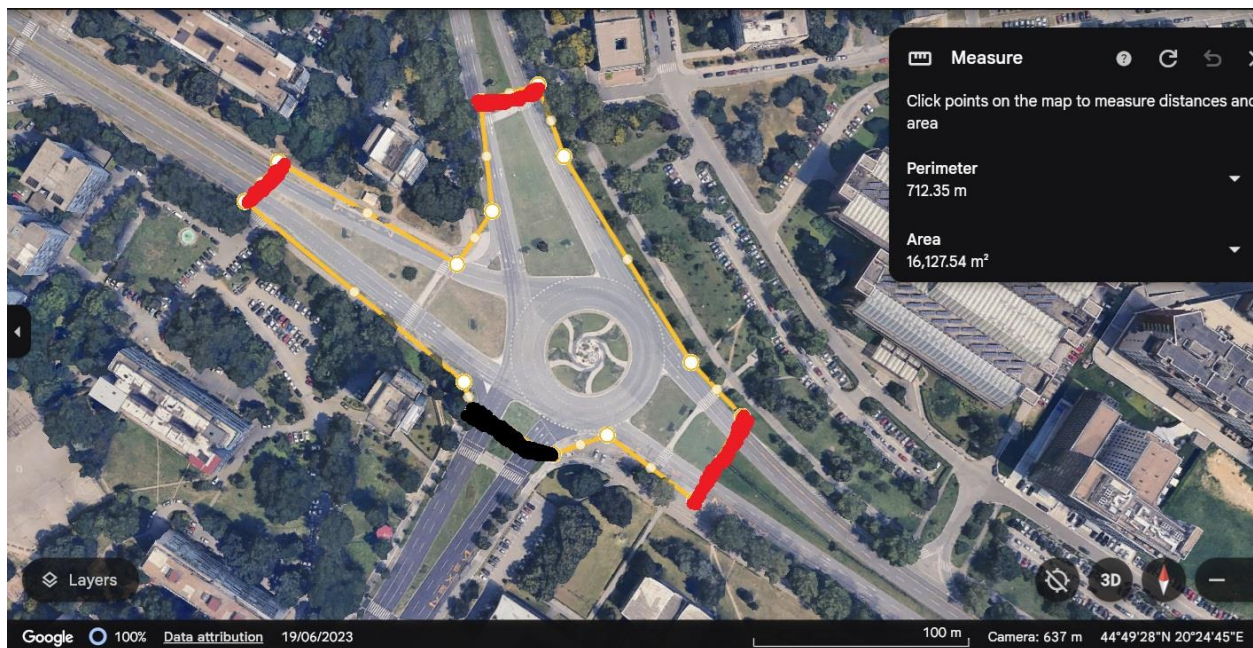 Measure
Click points on the map to measure distances and
area
Perimeter
712.35 m
Area
16,127.54 m²
Layers
3D
Google 100% Data attribution 19/06/2023 100 m Camera: 637 m 44°49'28"N 20°24'45"E